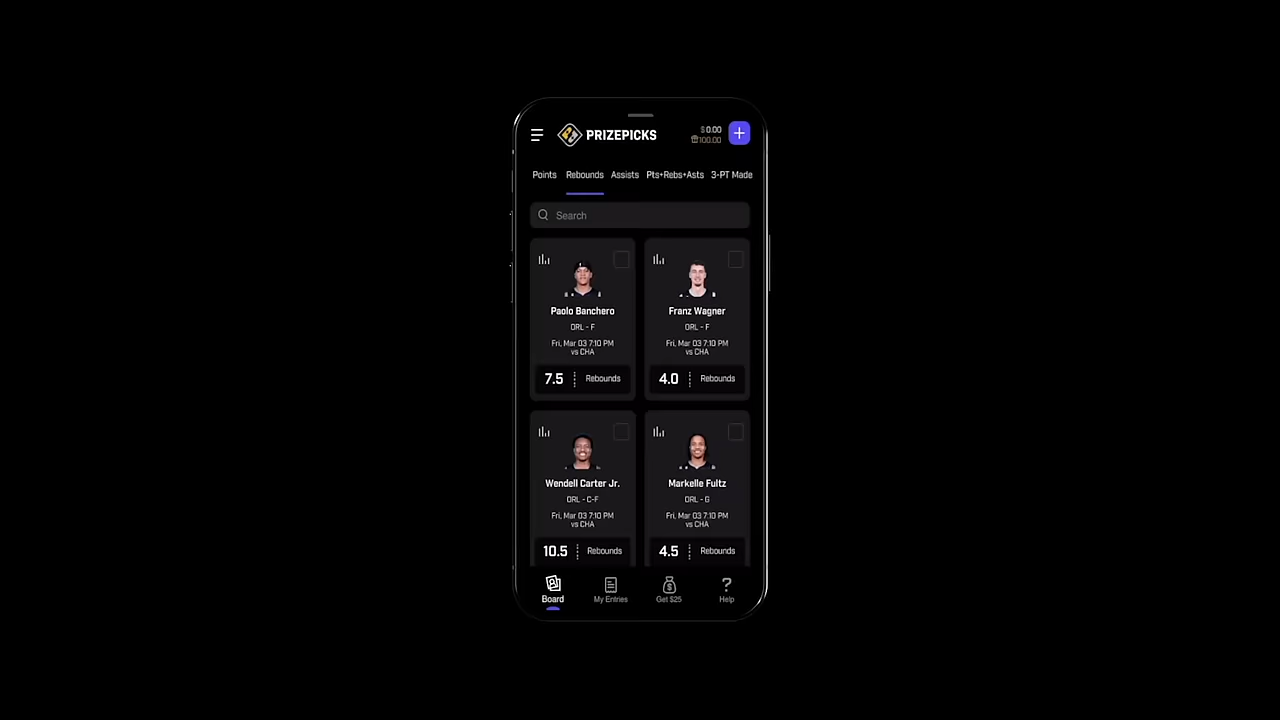 PRIZEPICKS
$ 0.00
100.00
Points Rebounds Assists Pts+Rebs+Asts 3-PT Made
Search
Paolo Banchero
ORL - F
Fri, Mar 03 7:10 PM
vs CHA
7.5 Rebounds
Franz Wagner
ORL - F
Fri, Mar 03 7:10 PM
vs CHA
4.0 Rebounds
Wendell Carter Jr.
ORL - C-F
Fri, Mar 03 7:10 PM
vs CHA
10.5 Rebounds
Markelle Fultz
ORL - G
Fri, Mar 03 7:10 PM
vs CHA
4.5 Rebounds
Board My Entries Get $25 Help